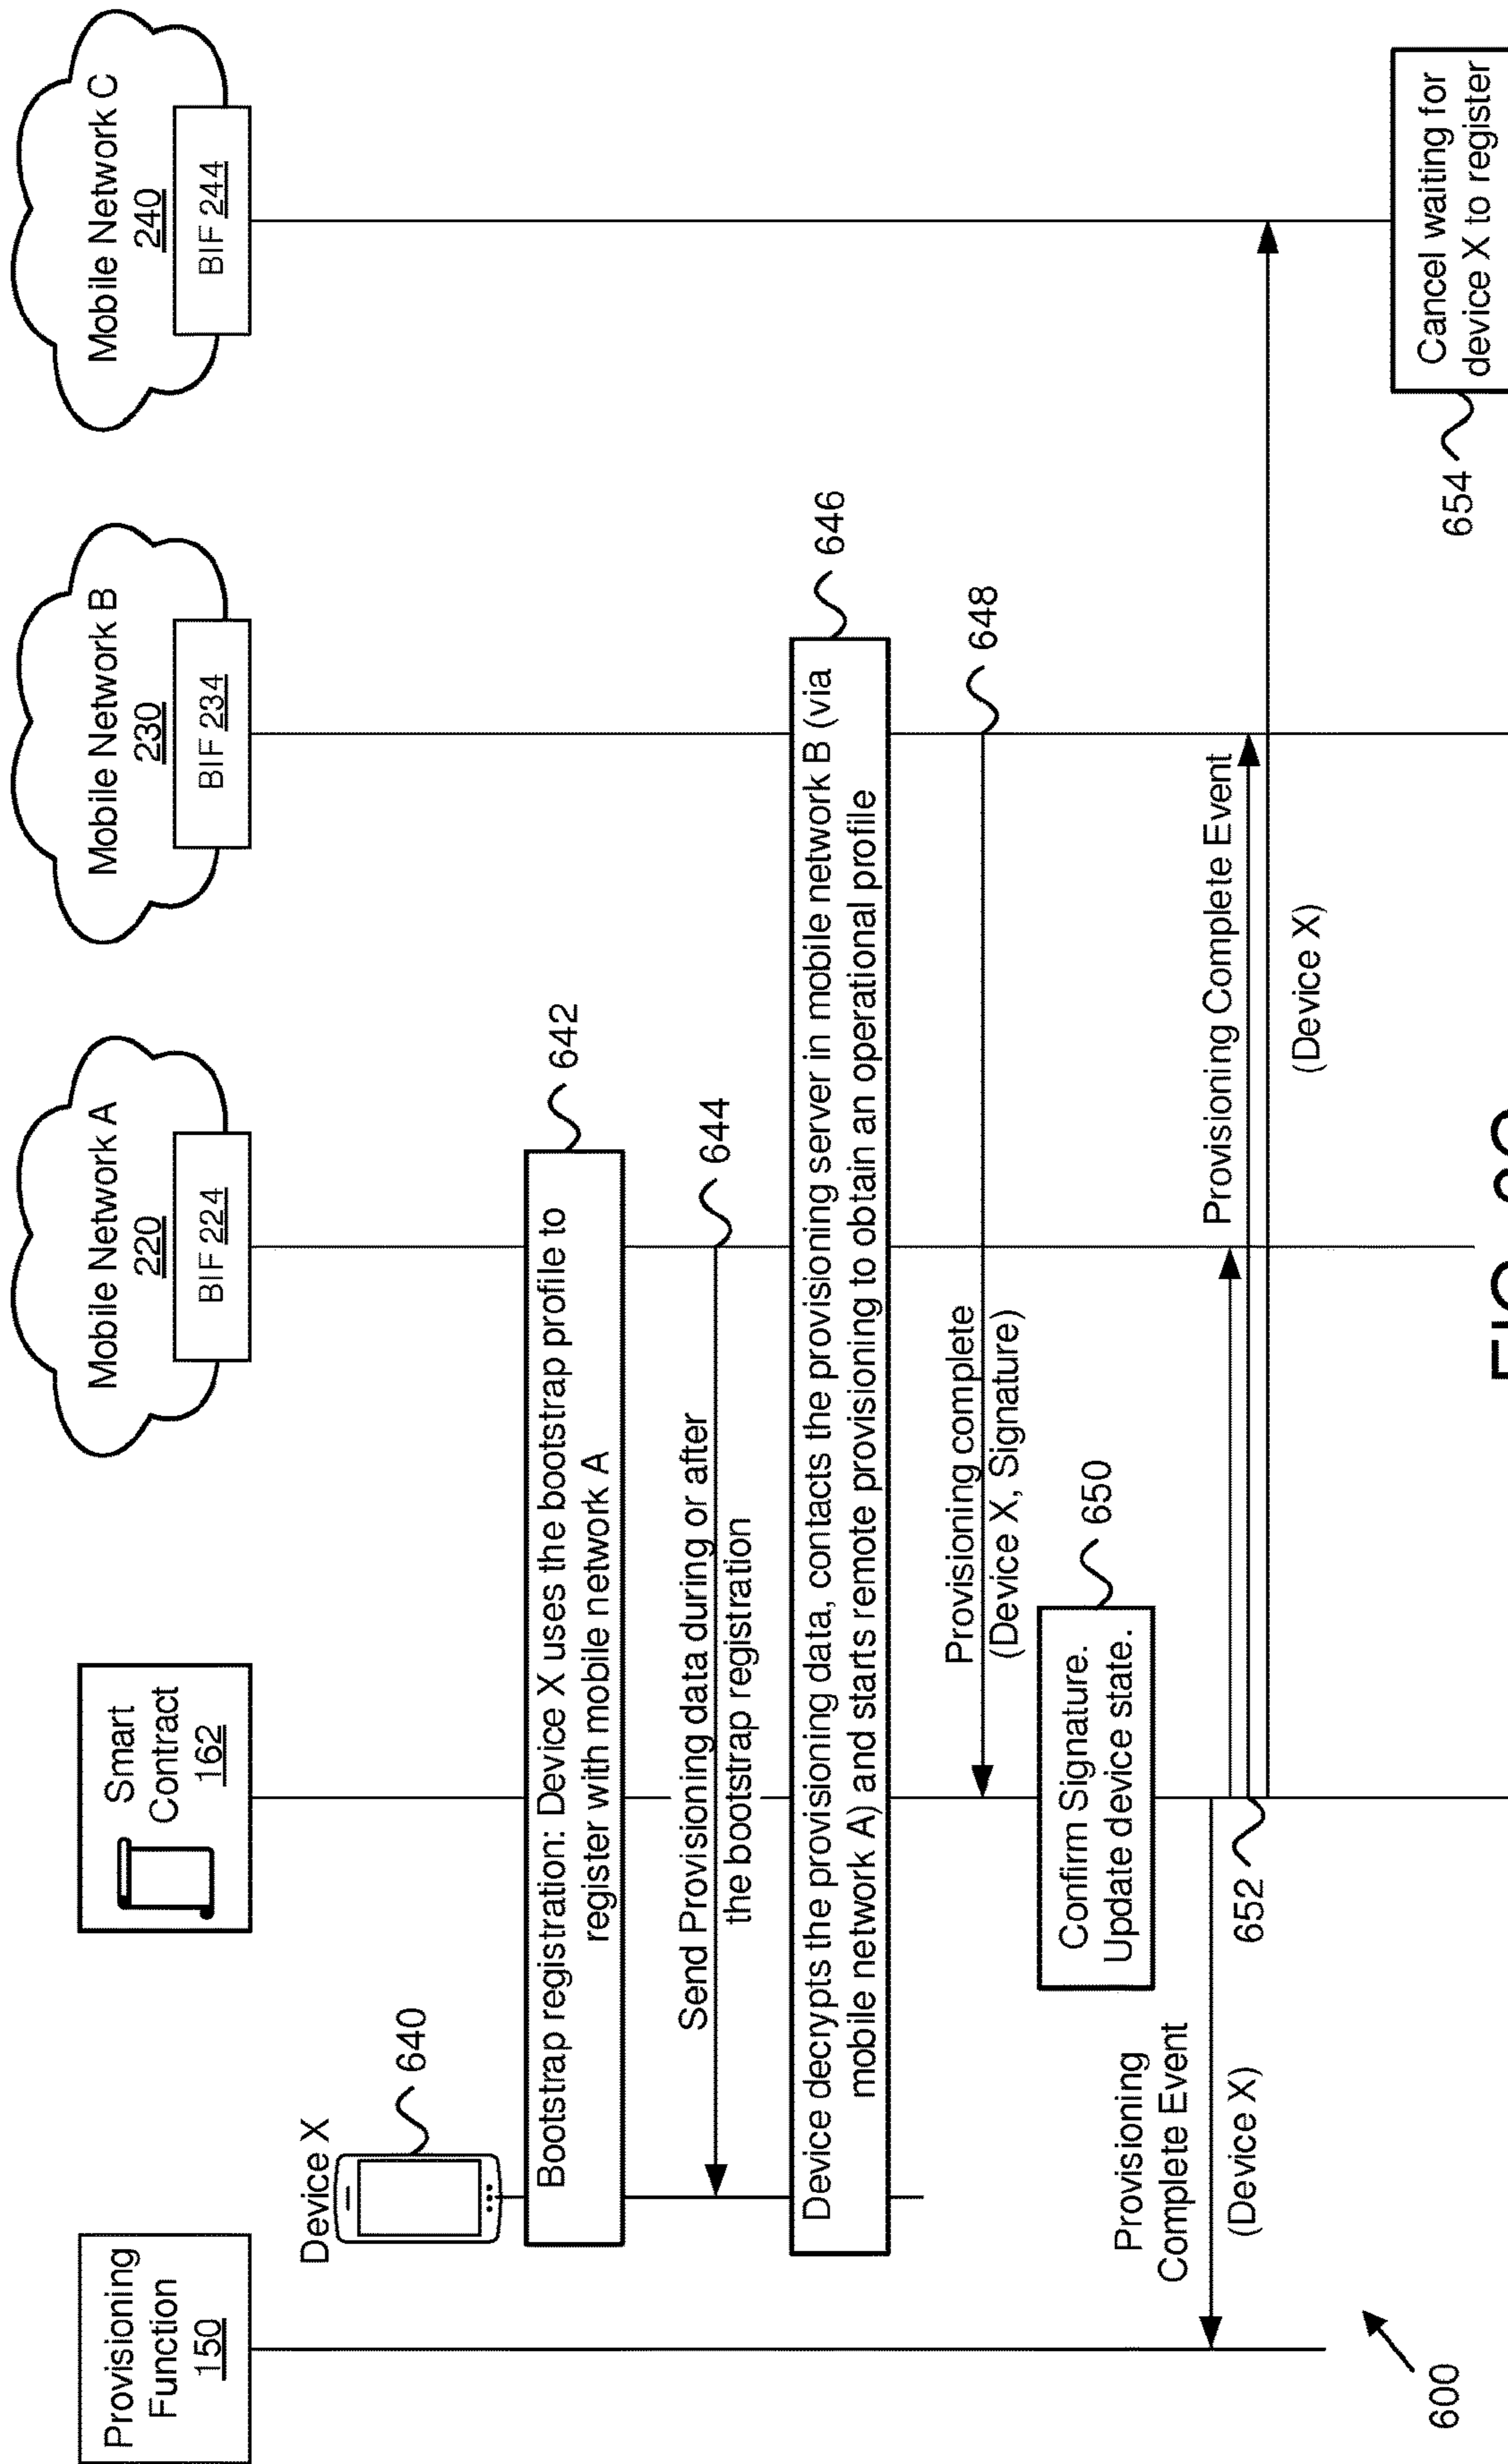 Provisioning
Function
150
Smart
Contract
162
Mobile Network A
220
BIF 224
Mobile Network B
230
BIF 234
Mobile Network C
240
BIF 244
Device X
640
Bootstrap registration: Device X uses the bootstrap profile to
register with mobile network A
642
Send Provisioning data during or after
the bootstrap registration
644
Device decrypts the provisioning data, contacts the provisioning server in mobile network B (via
mobile network A) and starts remote provisioning to obtain an operational profile
646
Provisioning complete
(Device X, Signature)
648
Confirm Signature.
Update device state.
650
Provisioning
Complete Event
(Device X)
652
Provisioning Complete Event
(Device X)
Cancel waiting for
device X to register
654
600